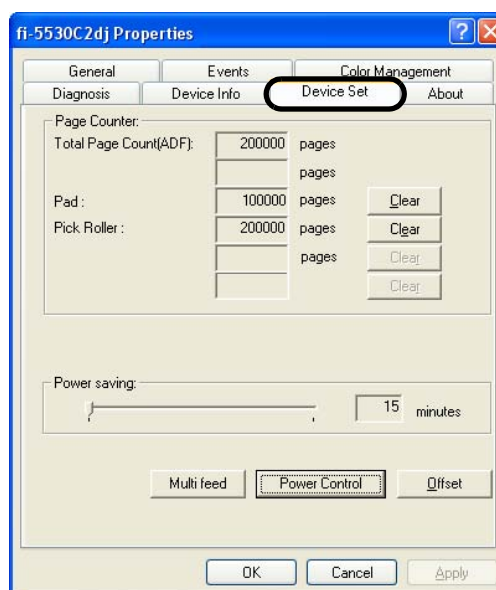 fi-5530C2dj Properties
General Events Color Management
Diagnosis Device Info Device Set About
Page Counter:
Total Page Count(ADF): 200000 pages
pages
Pad : 100000 pages Clear
Pick Roller : 200000 pages Clear
pages Clear
Clear
Power saving:
15 minutes
Multi feed Power Control Offset
OK Cancel Apply